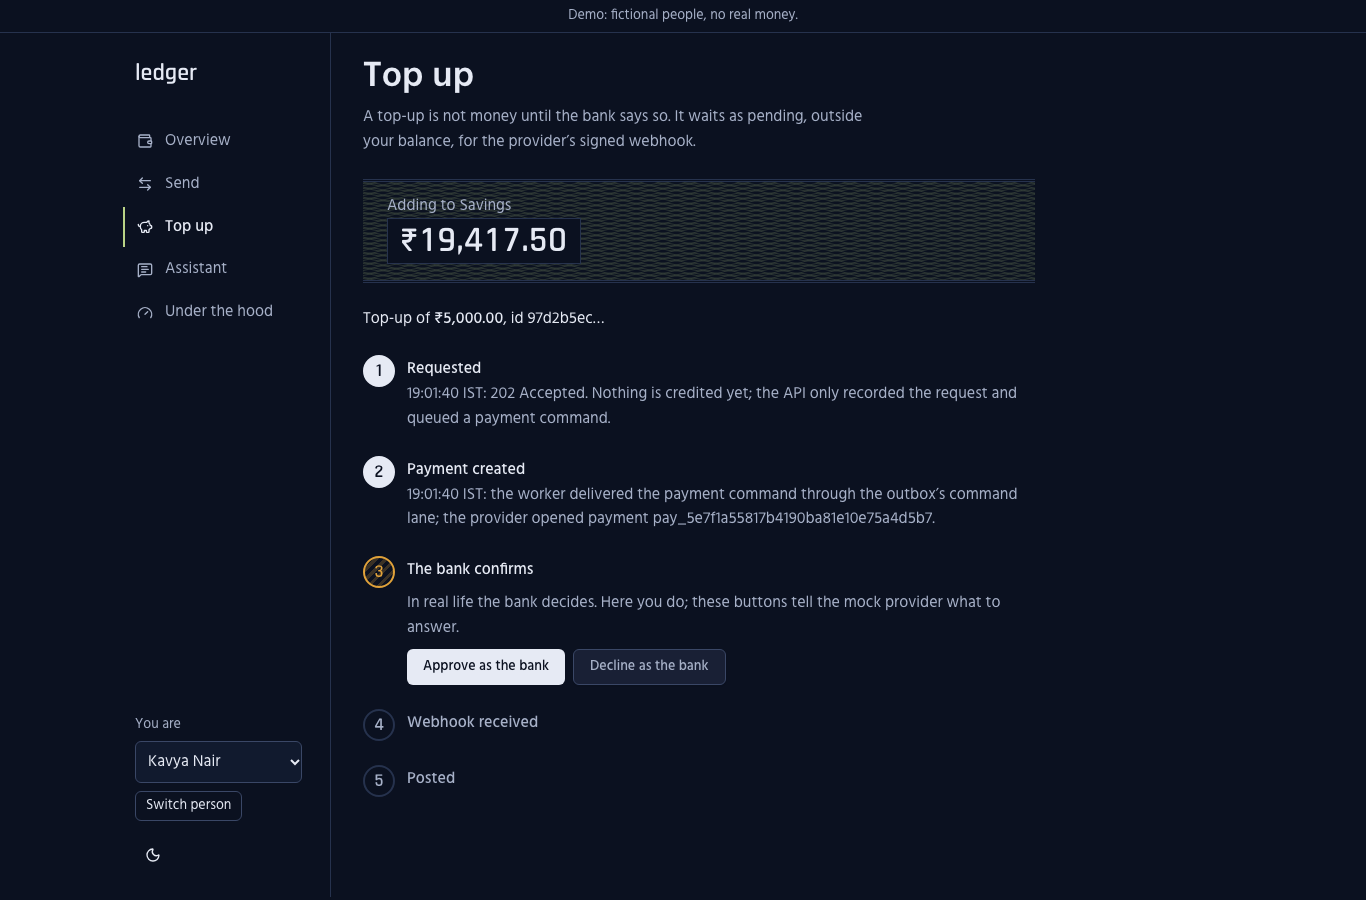 Demo: fictional people, no real money.
ledger
Overview
Send
Top up
Assistant
Under the hood
You are
Kavya Nair
Switch person
Top up
A top-up is not money until the bank says so. It waits as pending, outside
your balance, for the provider’s signed webhook.
Adding to Savings
₹19,417.50
Top-up of ₹5,000.00, id 97d2b5ec…
1
Requested
19:01:40 IST: 202 Accepted. Nothing is credited yet; the API only recorded the request and
queued a payment command.
2
Payment created
19:01:40 IST: the worker delivered the payment command through the outbox’s command
lane; the provider opened payment pay_5e7f1a55817b4190ba81e10e75a4d5b7.
3
The bank confirms
In real life the bank decides. Here you do; these buttons tell the mock provider what to
answer.
Approve as the bank
Decline as the bank
4
Webhook received
5
Posted